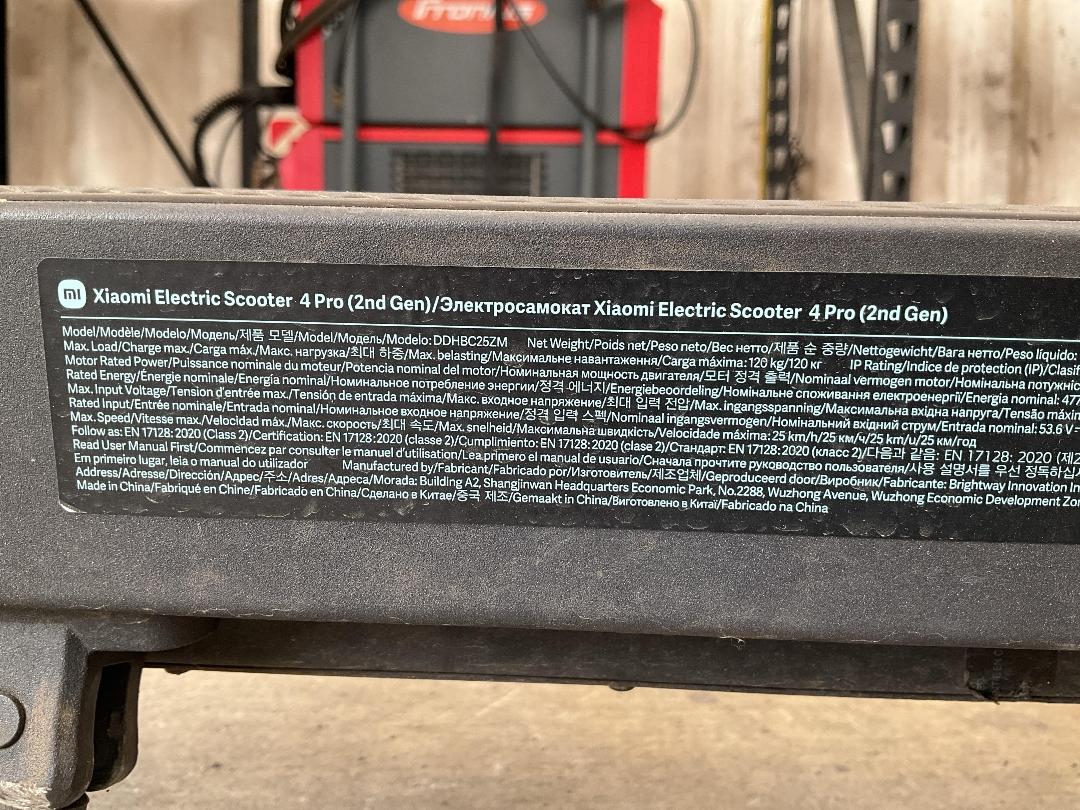 Fronius
mi Xiaomi Electric Scooter 4 Pro (2nd Gen)/Электросамокат Xiaomi Electric Scooter 4 Pro (2nd Gen)
Model/Modèle/Modelo/Модель/제품 모델/Model/Модель/Modelo: DDHBC25ZM Net Weight/Poids net/Peso neto/Вес нетто/제품 순 중량/Nettogewicht/Вага нетто/Peso líquido:
Max. Load/Charge max./Carga máx./Макс. нагрузка/최대 하중/Max. belasting/Максимальне навантаження/Carga máxima: 120 kg/120 кг IP Rating/Indice de protection (IP)/Clasif
Motor Rated Power/Puissance nominale du moteur/Potencia nominal del motor/Номинальная мощность двигателя/모터 정격 출력/Nominaal vermogen motor/Номінальна потужніс
Rated Energy/Énergie nominale/Energía nominal/Номинальное потребление энергии/정격 에너지/Energiebeoordeling/Номінальне споживання електроенергії/Energia nominal: 477
Max. Input Voltage/Tension d'entrée max./Tensión de entrada máxima/Макс. входное напряжение/최대 입력 전압/Max. ingangsspanning/Максимальна вхідна напруга/Tensão máxim
Rated Input/Entrée nominale/Entrada nominal/Номинальное входное напряжение/정격 입력 스펙/Nominaal ingangsvermogen/Номінальний вхідний струм/Entrada nominal: 53.6 V
Max. Speed/Vitesse max./Velocidad máx./Макс. скорость/최대 속도/Max. snelheid/Максимальна швидкість/Velocidade máxima: 25 km/h/25 км/ч/25 km/u/25 км/год
Follow as: EN 17128: 2020 (Class 2)/Certification: EN 17128: 2020 (classe 2)/Cumplimiento: EN 17128: 2020 (clase 2)/Стандарт: EN 17128: 2020 (класс 2)/다음과 같음: EN 17128: 2020 (제2
Read User Manual First/Commencez par consulter le manuel d'utilisation/Lea primero el manual de usuario/Сначала прочтите руководство пользователя/사용 설명서를 우선 정독하십
Em primeiro lugar, leia o manual do utilizador Manufactured by/Fabricant/Fabricado por/Изготовитель/제조업체/Geproduceerd door/Виробник/Fabricante: Brightway Innovation In
Address/Adresse/Dirección/Адрес/주소/Adres/Адреса/Morada: Building A2, Shangjinwan Headquarters Economic Park, No.2288, Wuzhong Avenue, Wuzhong Economic Development Zon
Made in China/Fabriqué en Chine/Fabricado en China/Сделано в Китае/중국 제조/Gemaakt in China/Виготовлено в Китаї/Fabricado na China